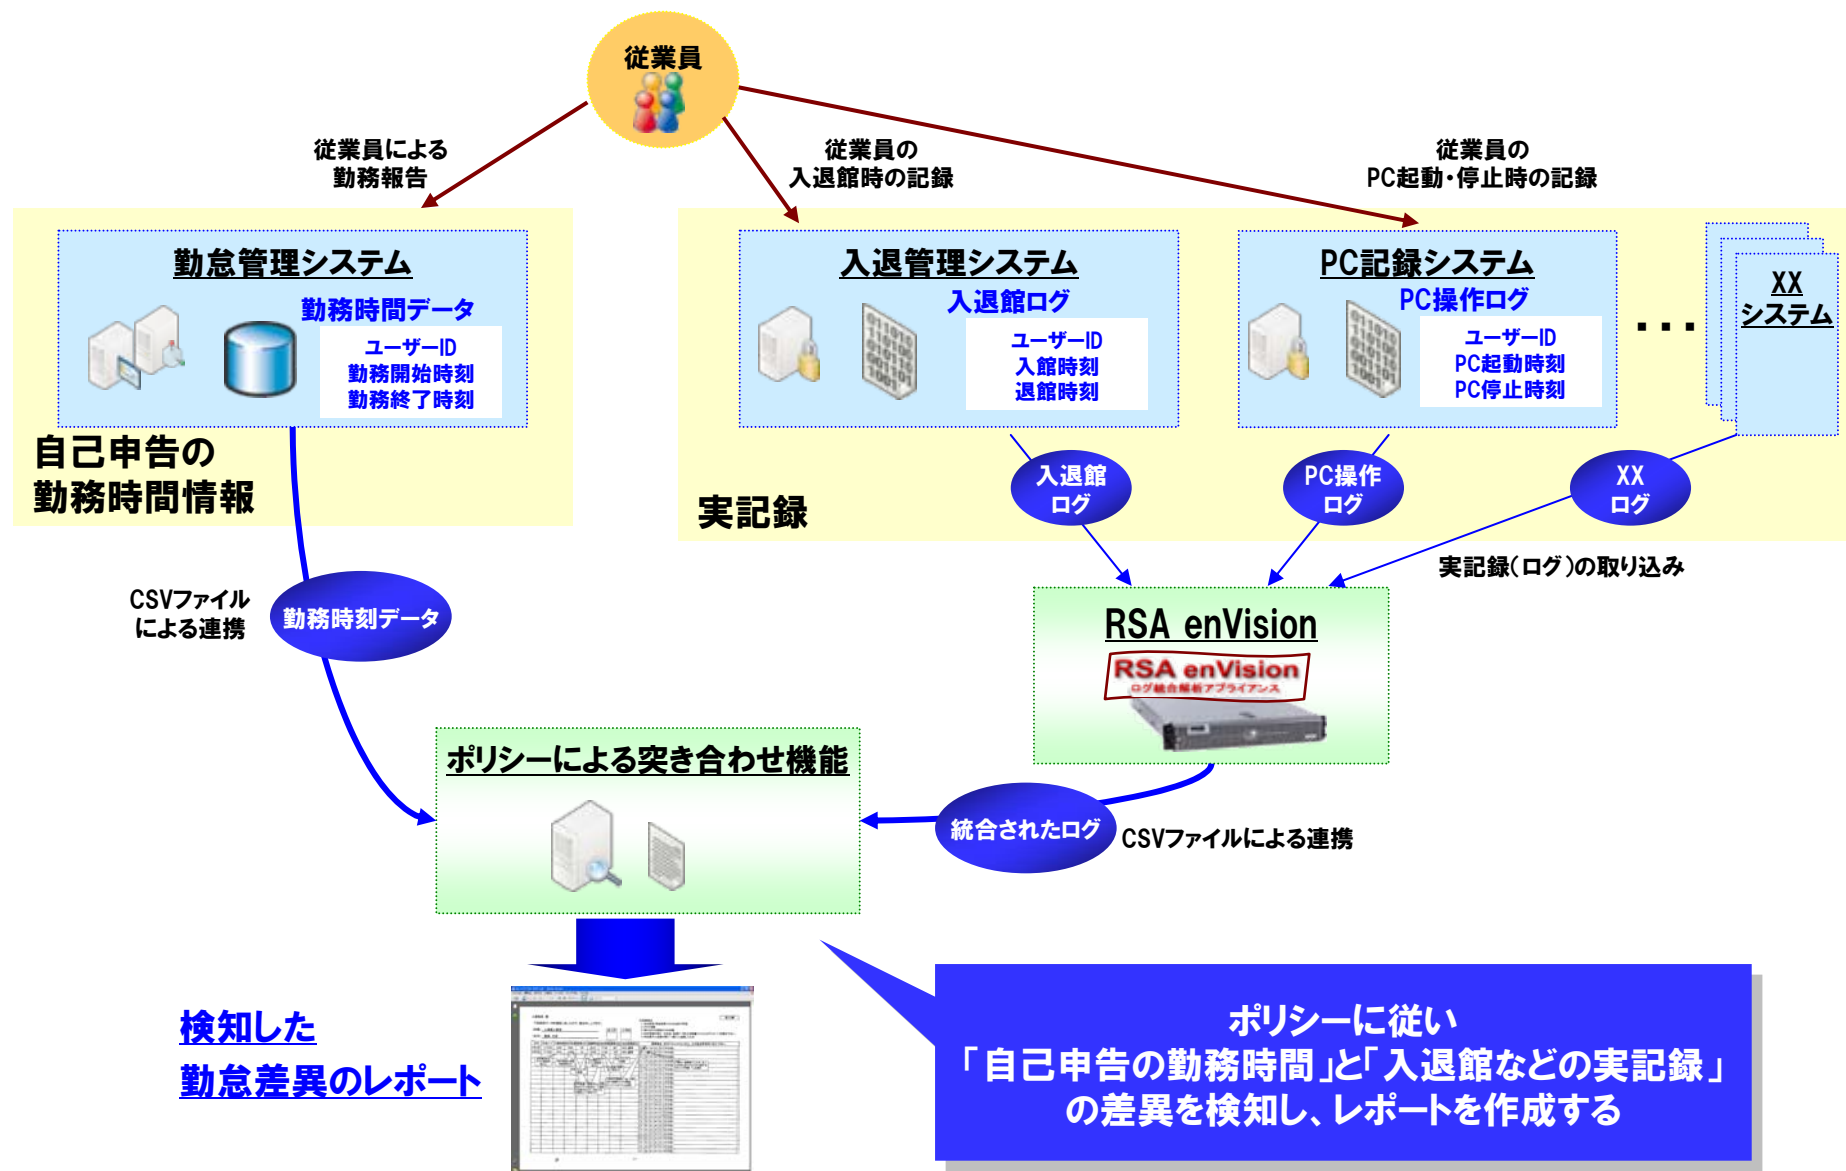 従業員
従業員による
勤務報告
従業員の
入退館時の記録
従業員の
PC起動・停止時の記録
勤怠管理システム
勤務時間データ
ユーザーID
勤務開始時刻
勤務終了時刻
自己申告の
勤務時間情報
入退管理システム
入退館ログ
ユーザーID
入館時刻
退館時刻
PC記録システム
PC操作ログ
ユーザーID
PC起動時刻
PC停止時刻
・・・
XX
システム
実記録
入退館
ログ
PC操作
ログ
XX
ログ
実記録(ログ)の取り込み
CSVファイル
による連携
勤務時刻データ
RSA enVision
RSA enVision
ログ統合解析アプライアンス
ポリシーによる突き合わせ機能
統合されたログ
CSVファイルによる連携
検知した
勤怠差異のレポート
ポリシーに従い
「自己申告の勤務時間」と「入退館などの実記録」
の差異を検知し、レポートを作成する